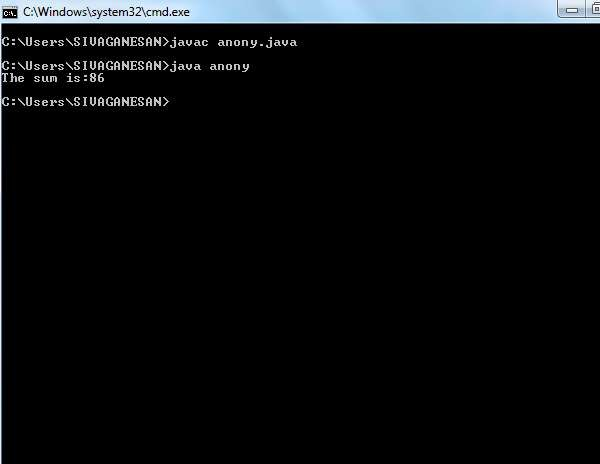 C:\Windows\system32\cmd.exe
C:\Users\SIVAGANESAN>javac anony.java
C:\Users\SIVAGANESAN>java anony
The sum is:86
C:\Users\SIVAGANESAN>